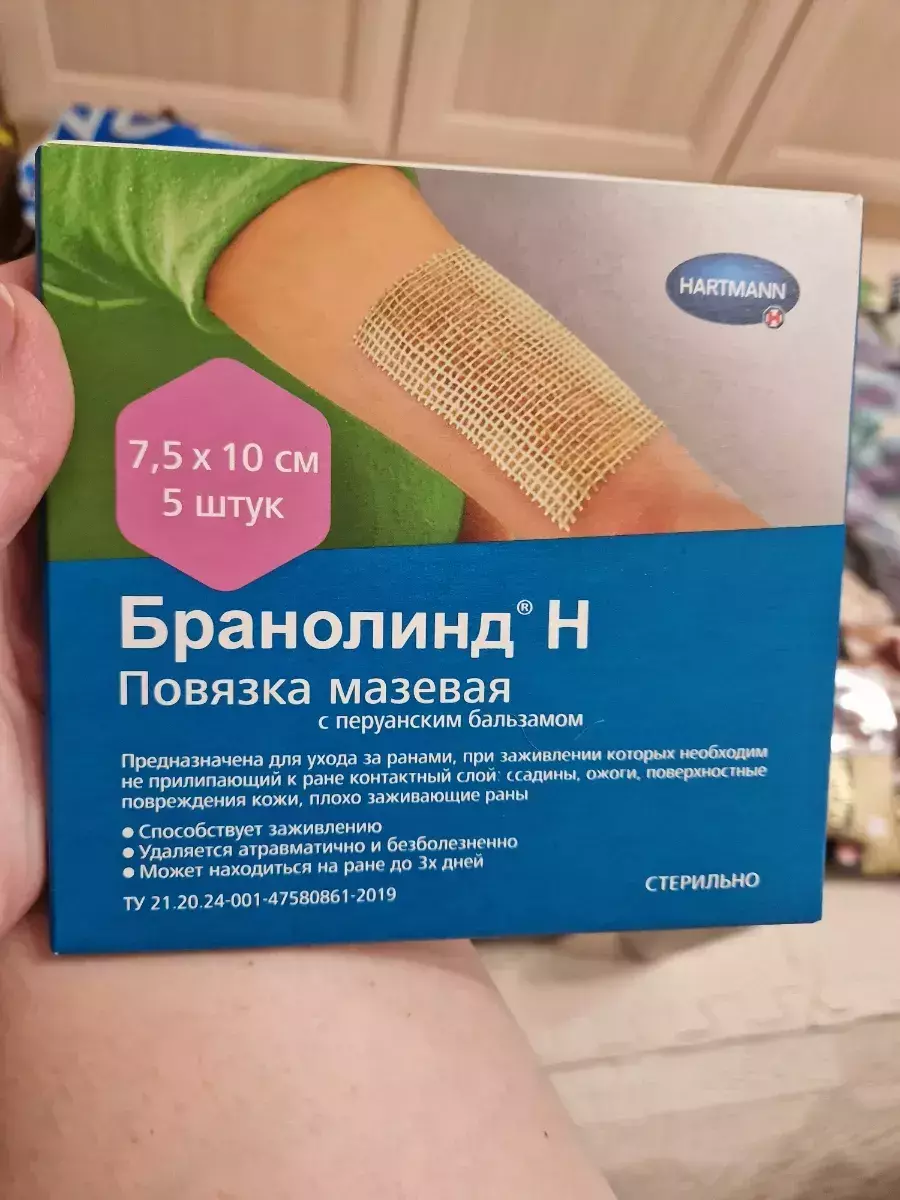 HARTMANN
7,5 x 10 см
5 штук
Бранолинд® Н
Повязка мазевая
с перуанским бальзамом
Предназначена для ухода за ранами, при заживлении которых необходим
не прилипающий к ране контактный слой: ссадины, ожоги, поверхностные
повреждения кожи, плохо заживающие раны
● Способствует заживлению
● Удаляется атравматично и безболезненно
● Может находиться на ране до 3х дней
ТУ 21.20.24-001-47580861-2019
СТЕРИЛЬНО